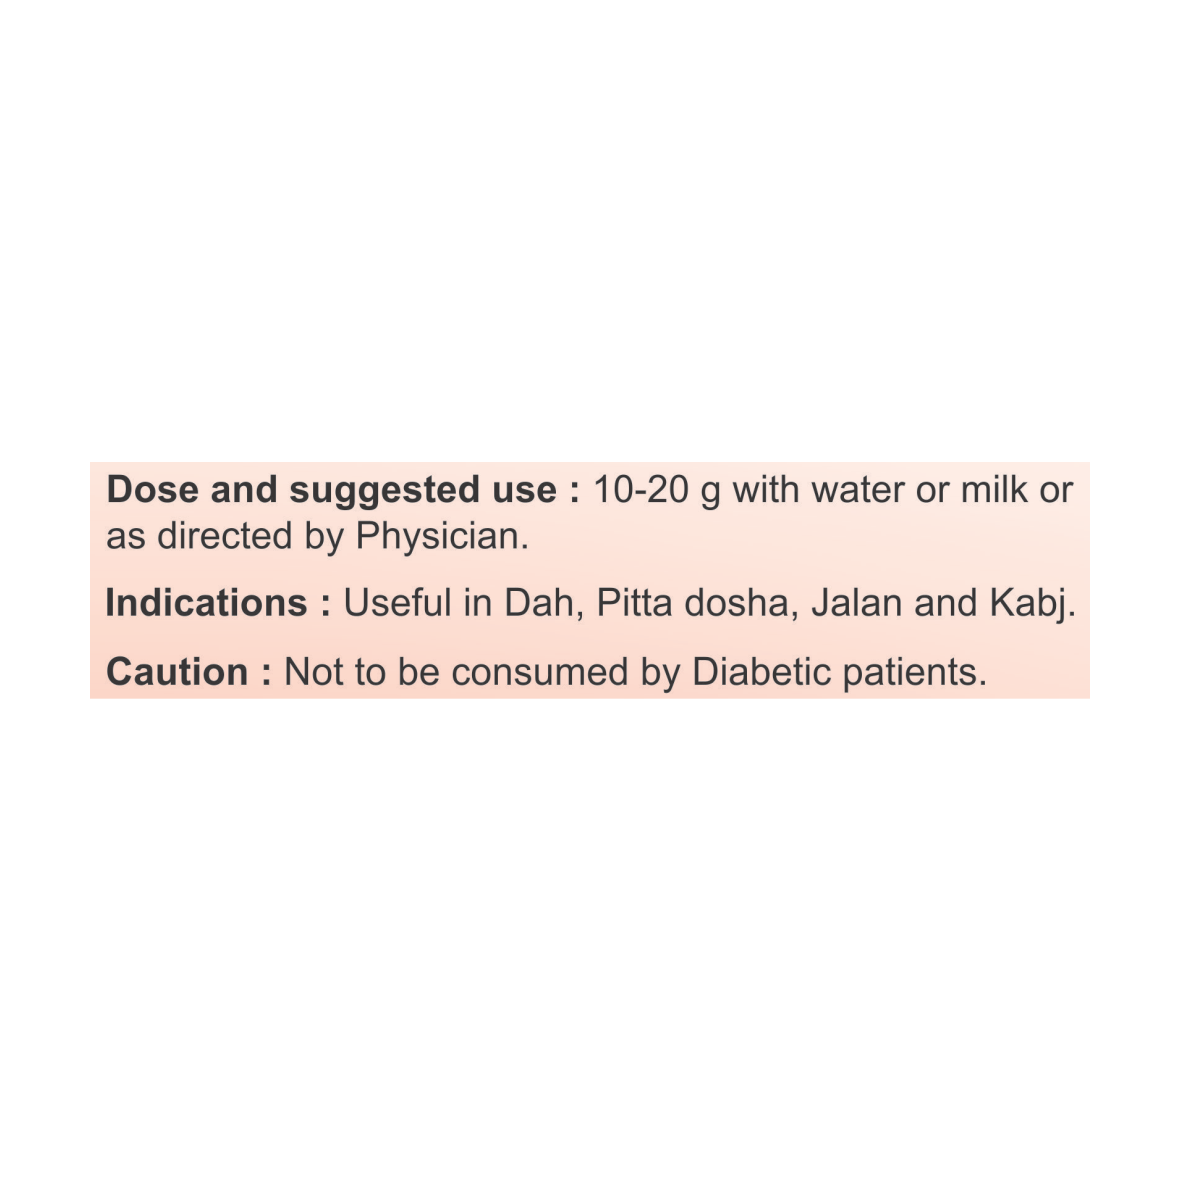 Dose and suggested use : 10-20 g with water or milk or
as directed by Physician.
Indications : Useful in Dah, Pitta dosha, Jalan and Kabj.
Caution : Not to be consumed by Diabetic patients.